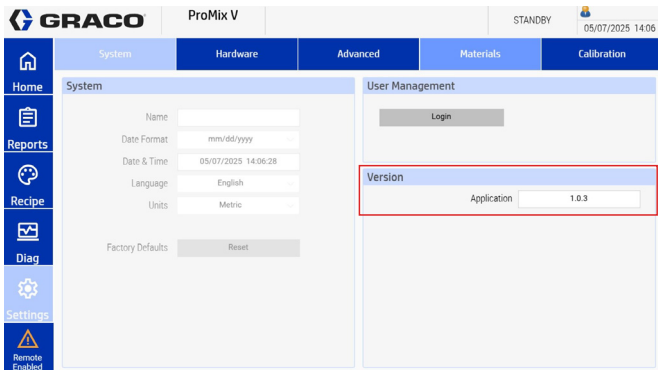 GRACO
ProMix V
STANDBY
05/07/2025 14:06
Home
Reports
Recipe
Diag
Settings
Remote
Enabled
System
Hardware
Advanced
Materials
Calibration
System
Name
Date Format mm/dd/yyyy
Date & Time 05/07/2025 14:06:28
Language English
Units Metric
Factory Defaults Reset
User Management
Login
Version
Application 1.0.3